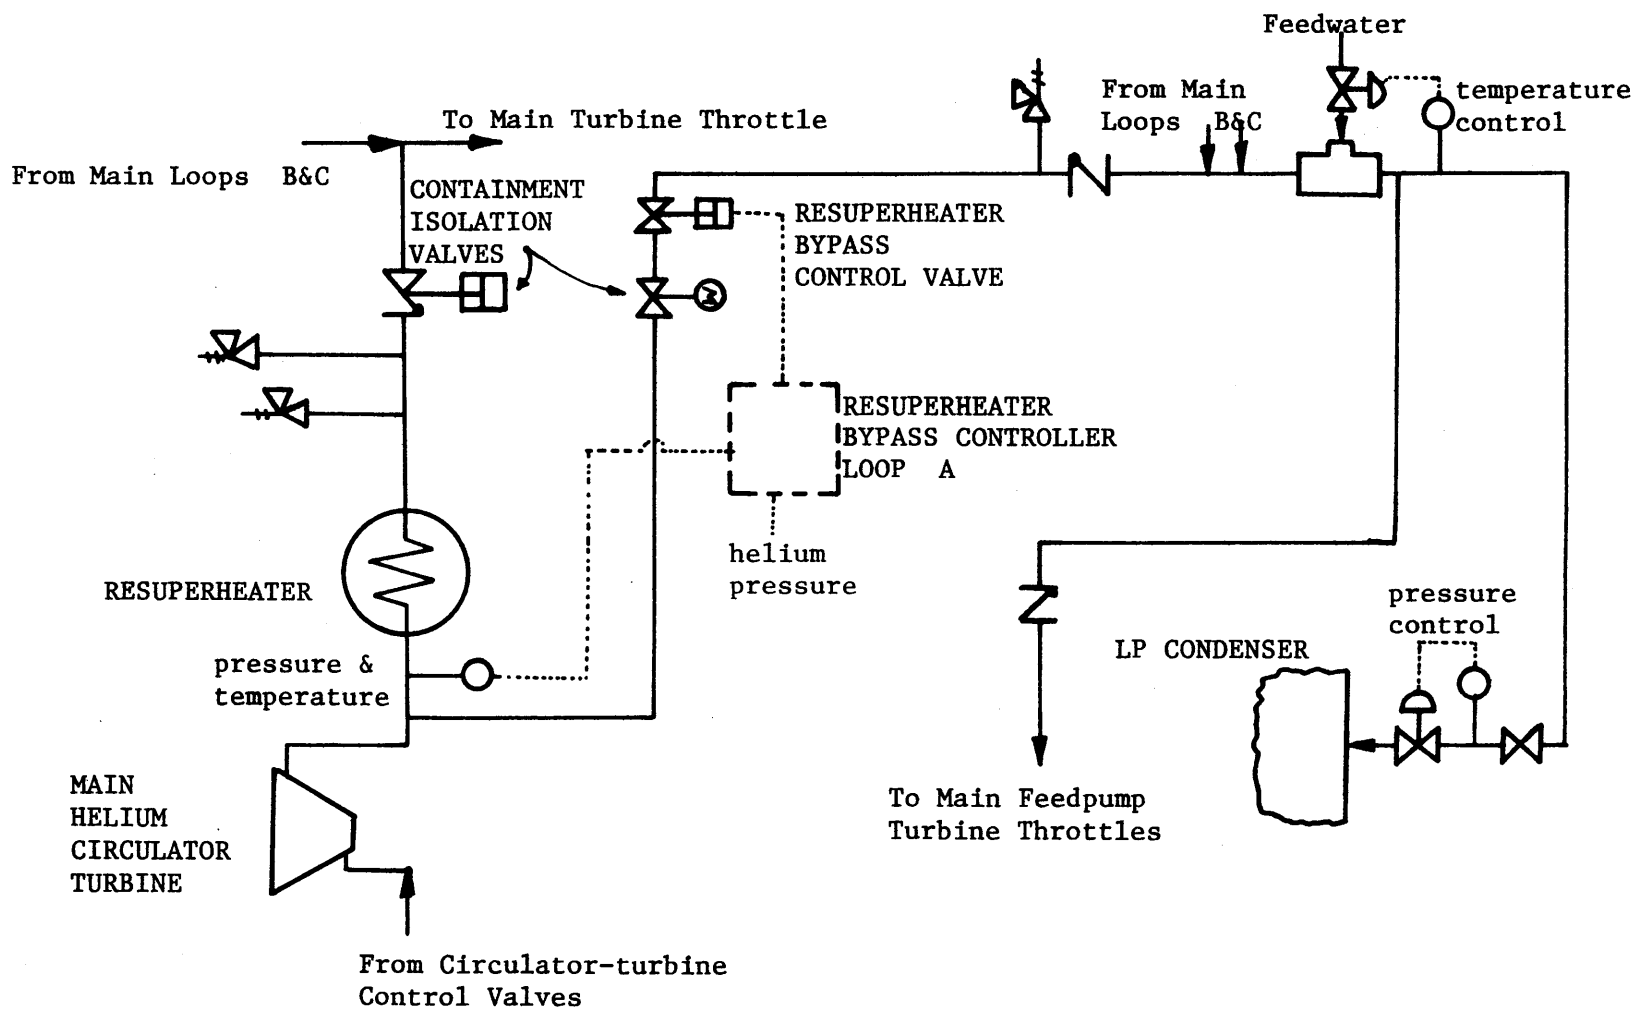 Feedwater
From Main
Loops B&C
temperature
control
To Main Turbine Throttle
From Main Loops B&C
CONTAINMENT
ISOLATION
VALVES
RESUPERHEATER
BYPASS
CONTROL VALVE
M
RESUPERHEATER
BYPASS CONTROLLER
LOOP A
helium
pressure
RESUPERHEATER
pressure &
temperature
pressure
control
LP CONDENSER
MAIN
HELIUM
CIRCULATOR
TURBINE
To Main Feedpump
Turbine Throttles
From Circulator-turbine
Control Valves